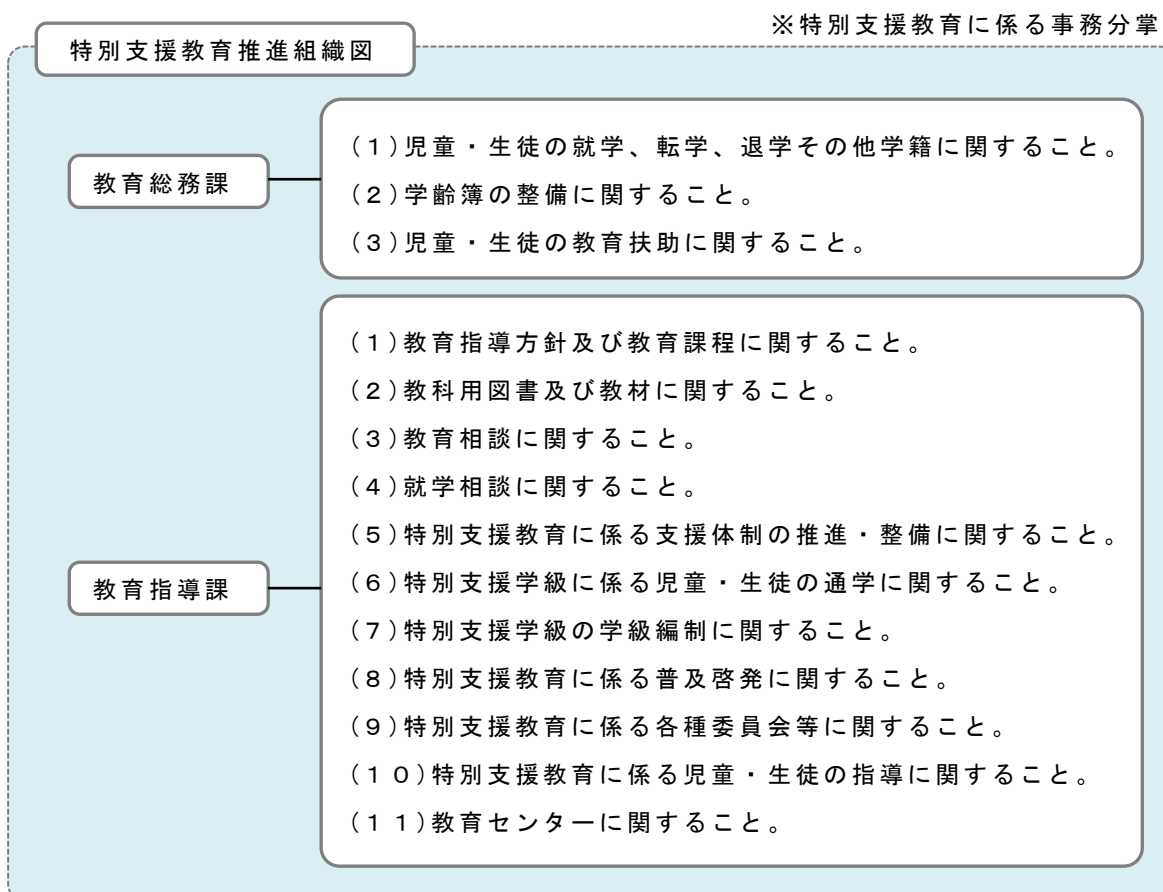 ※特別支援教育に係る事務分掌
特別支援教育推進組織図
教育総務課
(1)児童・生徒の就学、転学、退学その他学籍に関すること。
(2)学齢簿の整備に関すること。
(3)児童・生徒の教育扶助に関すること。
教育指導課
(1)教育指導方針及び教育課程に関すること。
(2)教科用図書及び教材に関すること。
(3)教育相談に関すること。
(4)就学相談に関すること。
(5)特別支援教育に係る支援体制の推進・整備に関すること。
(6)特別支援学級に係る児童・生徒の通学に関すること。
(7)特別支援学級の学級編制に関すること。
(8)特別支援教育に係る普及啓発に関すること。
(9)特別支援教育に係る各種委員会等に関すること。
(10)特別支援教育に係る児童・生徒の指導に関すること。
(11)教育センターに関すること。